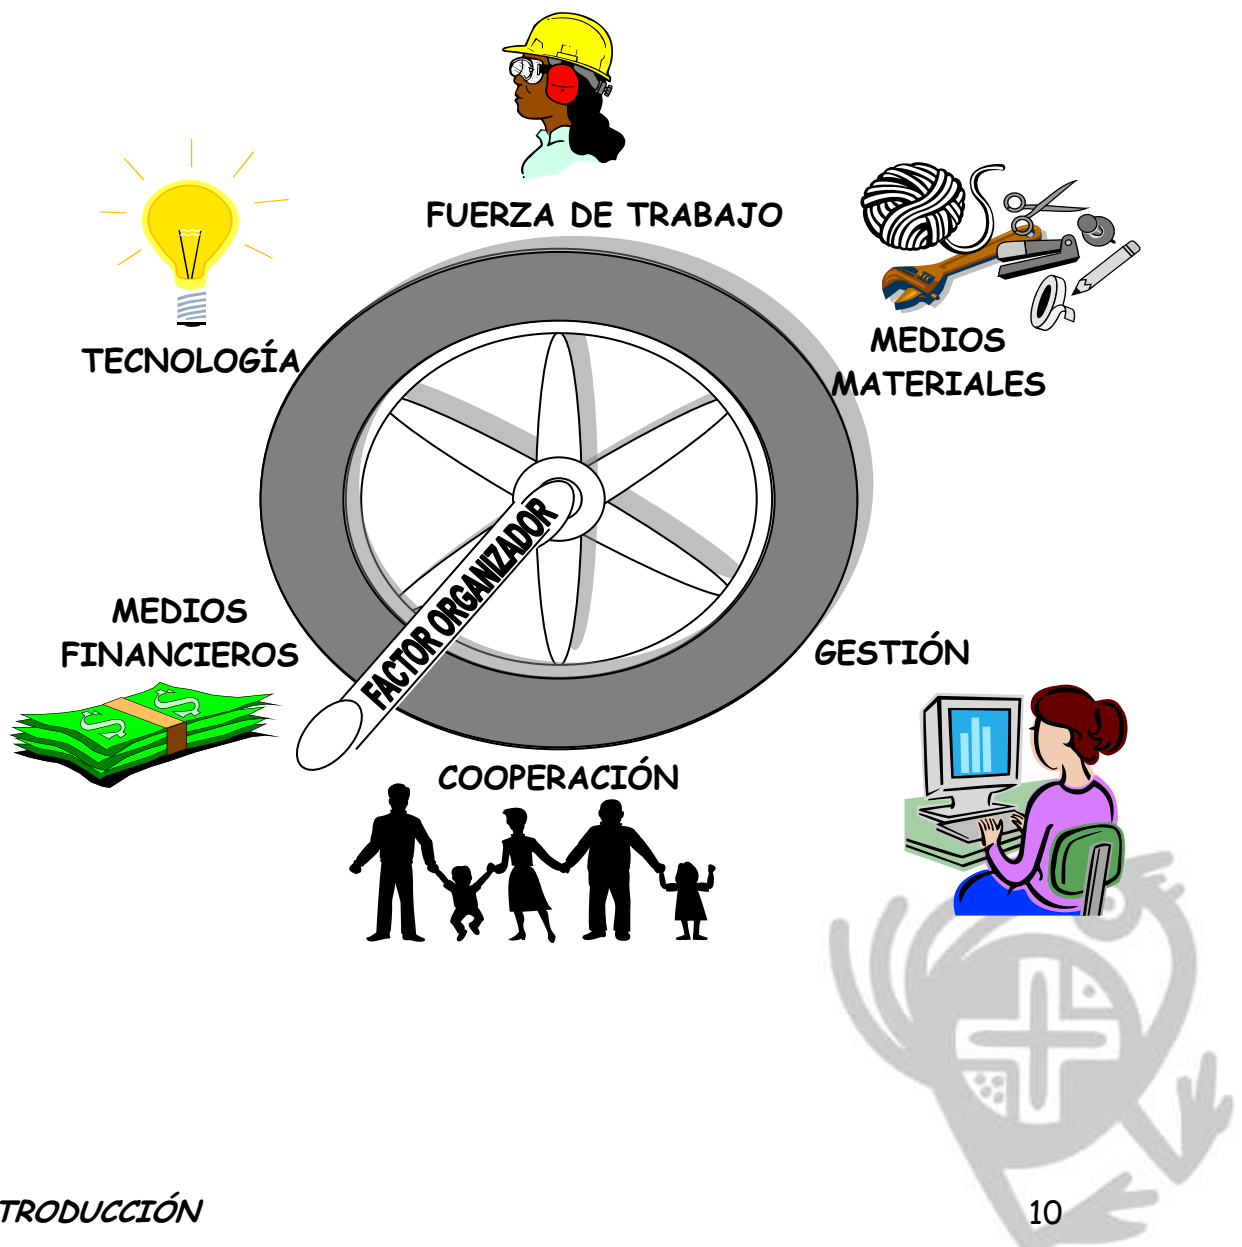 FUERZA DE TRABAJO
TECNOLOGÍA
MEDIOS
MATERIALES
FACTOR ORGANIZADOR
MEDIOS
FINANCIEROS
GESTIÓN
COOPERACIÓN
TRODUCCIÓN
10